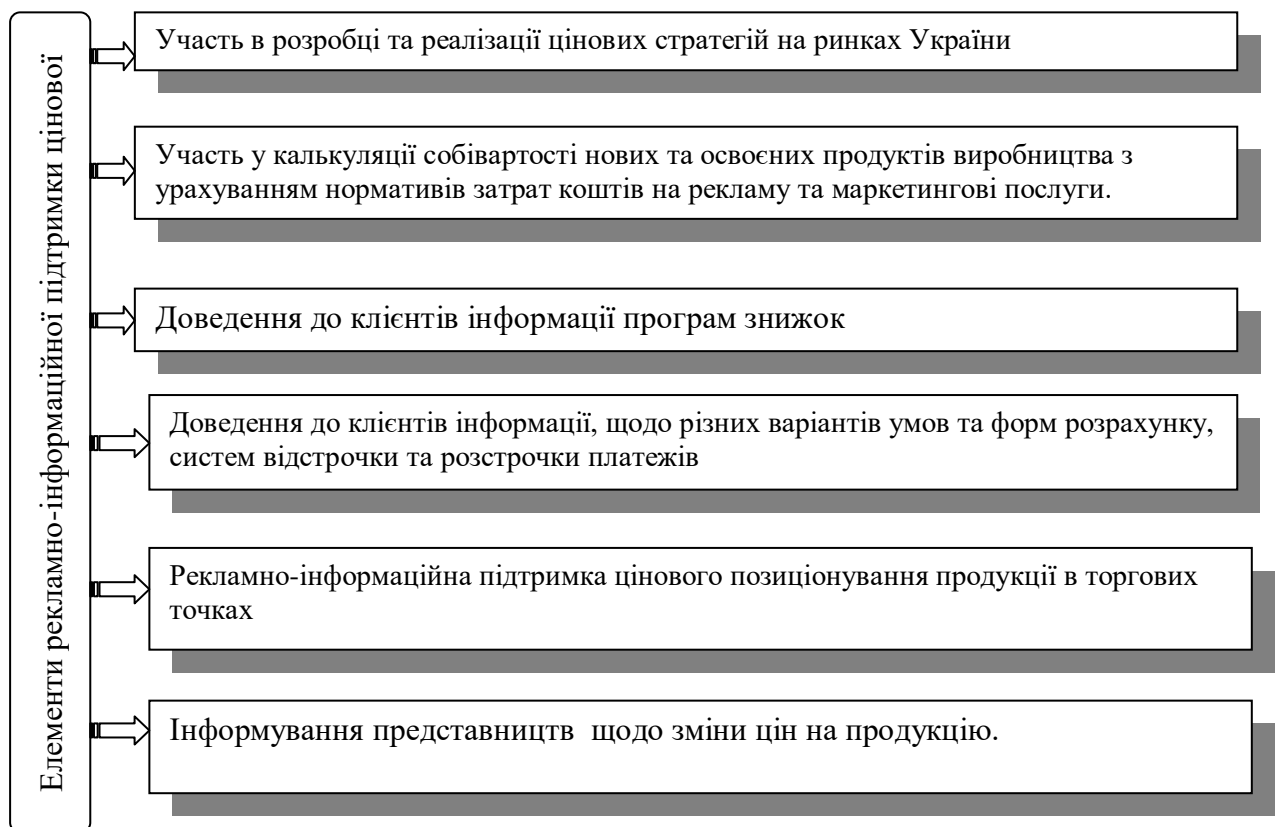 Елементи рекламно-інформаційної підтримки цінової
Участь в розробці та реалізації цінових стратегій на ринках України
Участь у калькуляції собівартості нових та освоєних продуктів виробництва з
урахуванням нормативів затрат коштів на рекламу та маркетингові послуги.
Доведення до клієнтів інформації програм знижок
Доведення до клієнтів інформації, щодо різних варіантів умов та форм розрахунку,
систем відстрочки та розстрочки платежів
Рекламно-інформаційна підтримка цінового позиціонування продукції в торгових
точках
Інформування представництв  щодо зміни цін на продукцію.